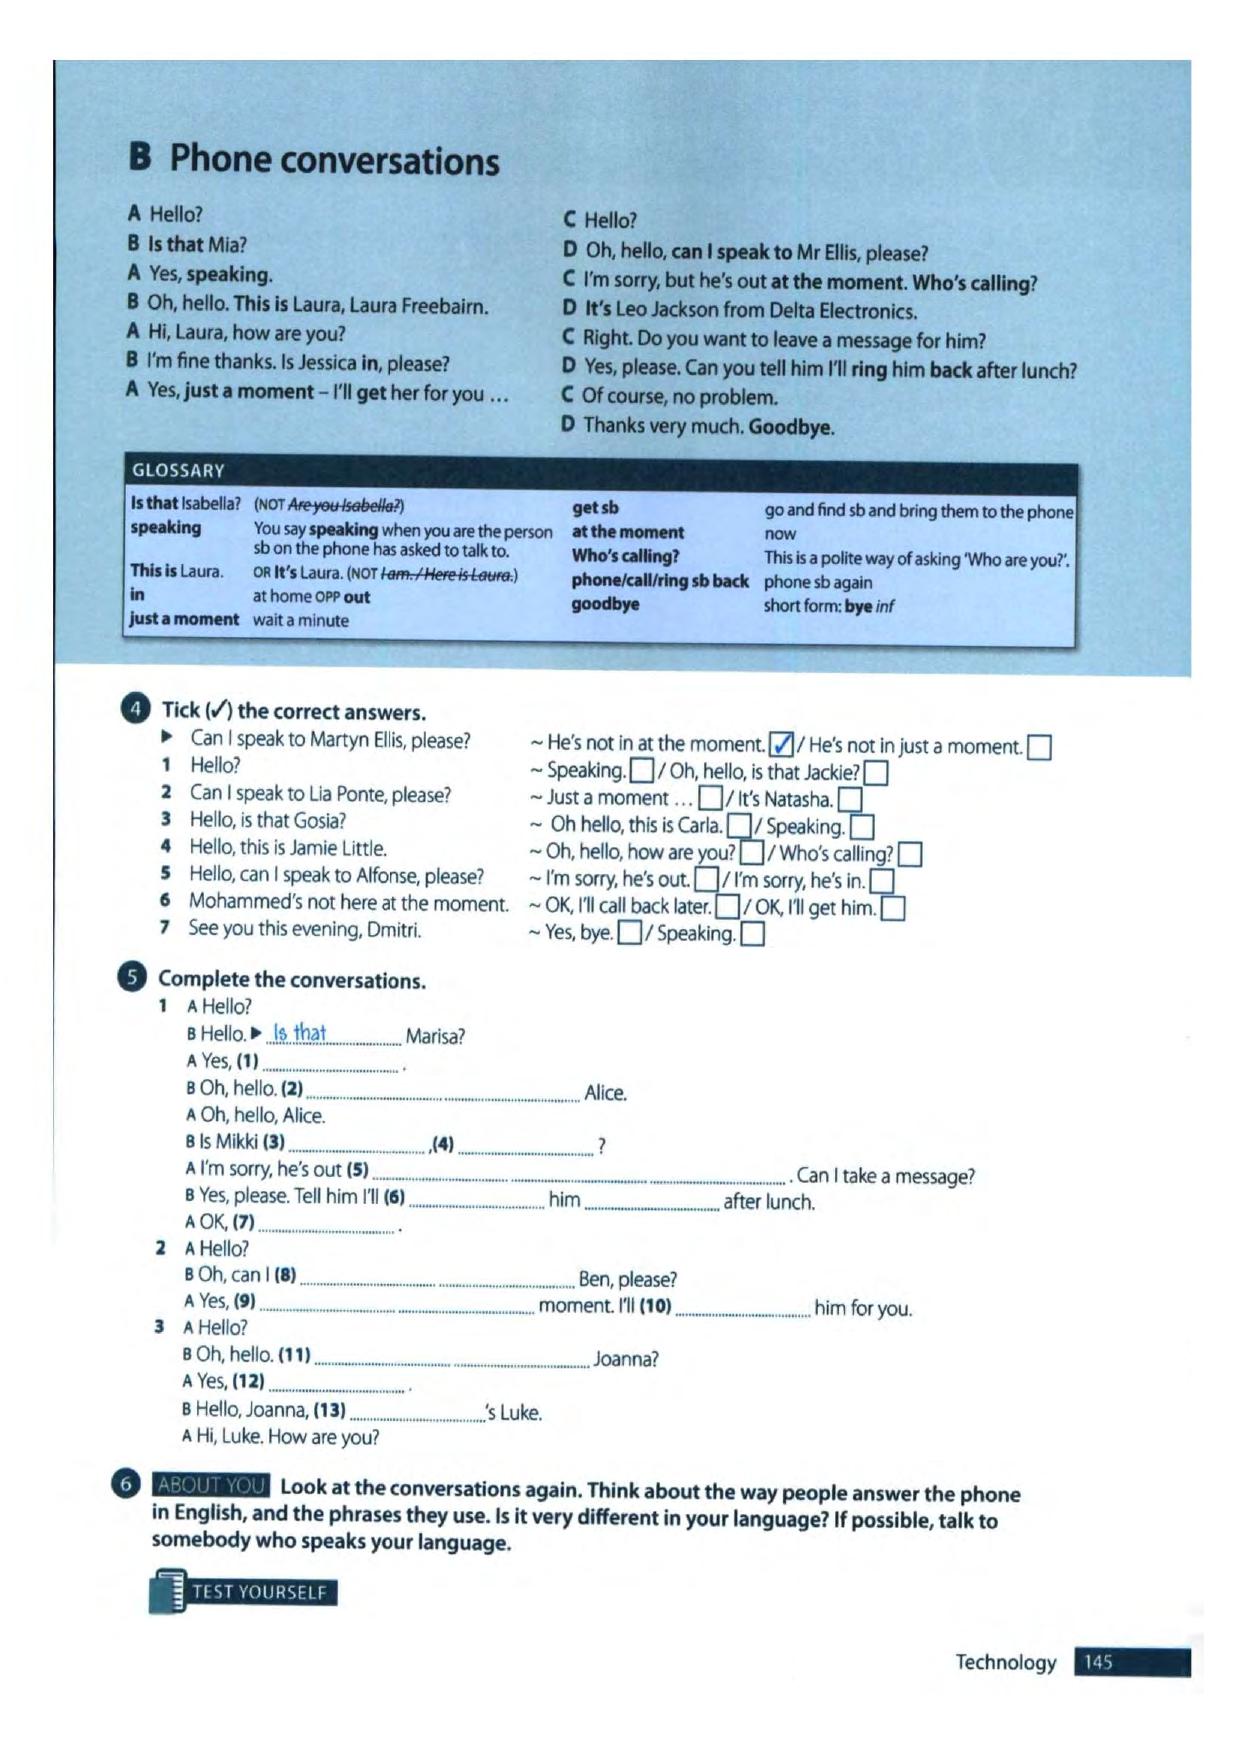 B Phone conversations
A Hello?
B Is that Mia?
A Yes, speaking.
B Oh, hello. This is Laura, Laura Freebairn.
A Hi, Laura, how are you?
B I'm fine thanks. Is Jessica in, please?
A Yes, just a moment – I'll get her for you ...
C Hello?
D Oh, hello, can I speak to Mr Ellis, please?
C I'm sorry, but he's out at the moment. Who's calling?
D It's Leo Jackson from Delta Electronics.
C Right. Do you want to leave a message for him?
D Yes, please. Can you tell him I'll ring him back after lunch?
C Of course, no problem.
D Thanks very much. Goodbye.
GLOSSARY
Is that Isabella? (NOT Are you Isabella?)
speaking You say speaking when you are the person
sb on the phone has asked to talk to.
This is Laura. OR It's Laura. (NOT I am. / Here is Laura.)
in at home OPP out
just a moment wait a minute
get sb go and find sb and bring them to the phone
at the moment now
Who's calling? This is a polite way of asking 'Who are you?'.
phone/call/ring sb back phone sb again
goodbye short form: bye inf
4 Tick (✓) the correct answers.
▶ Can I speak to Martyn Ellis, please? ~ He's not in at the moment. ✓ / He's not in just a moment. □
1 Hello? ~ Speaking. □ / Oh, hello, is that Jackie? □
2 Can I speak to Lia Ponte, please? ~ Just a moment ... □ / It's Natasha. □
3 Hello, is that Gosia? ~ Oh hello, this is Carla. □ / Speaking. □
4 Hello, this is Jamie Little. ~ Oh, hello, how are you? □ / Who's calling? □
5 Hello, can I speak to Alfonse, please? ~ I'm sorry, he's out. □ / I'm sorry, he's in. □
6 Mohammed's not here at the moment. ~ OK, I'll call back later. □ / OK, I'll get him. □
7 See you this evening, Dmitri. ~ Yes, bye. □ / Speaking. □
5 Complete the conversations.
1 A Hello?
B Hello. ▶ Is that Marisa?
A Yes, (1) .................... .
B Oh, hello. (2) .................... .................... Alice.
A Oh, hello, Alice.
B Is Mikki (3) .................... ,(4) .................... ?
A I'm sorry, he's out (5) .................... .................... .................... . Can I take a message?
B Yes, please. Tell him I'll (6) .................... him .................... after lunch.
A OK, (7) .................... .
2 A Hello?
B Oh, can I (8) .................... .................... Ben, please?
A Yes, (9) .................... .................... moment. I'll (10) .................... him for you.
3 A Hello?
B Oh, hello. (11) .................... .................... Joanna?
A Yes, (12) .................... .
B Hello, Joanna, (13) ....................'s Luke.
A Hi, Luke. How are you?
6 ABOUT YOU Look at the conversations again. Think about the way people answer the phone
in English, and the phrases they use. Is it very different in your language? If possible, talk to
somebody who speaks your language.
TEST YOURSELF
Technology 145